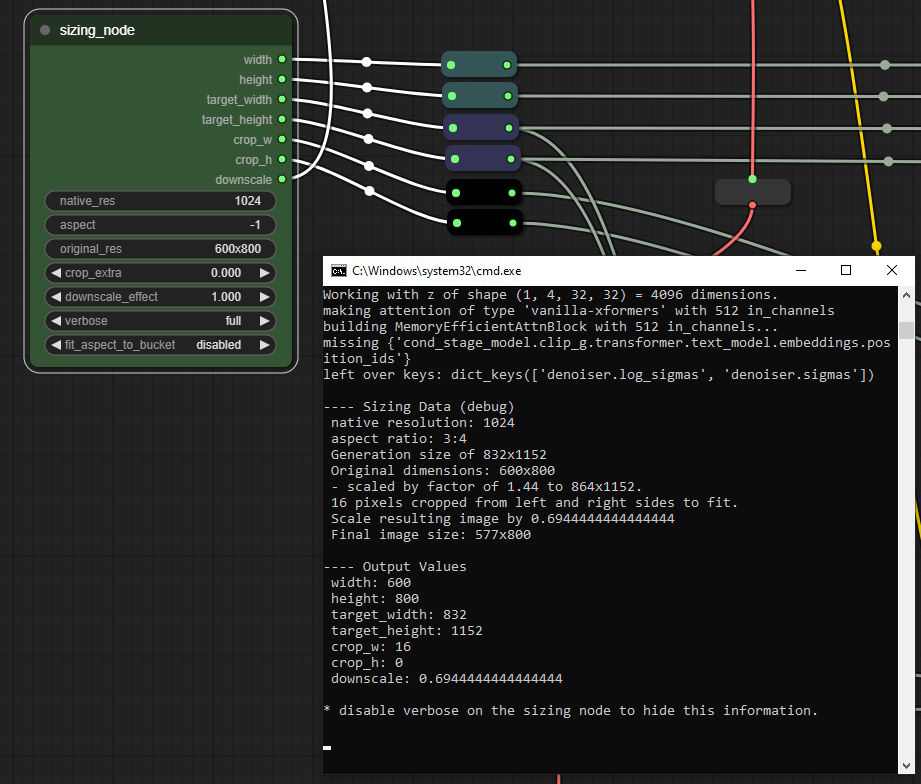 sizing_node
width
height
target_width
target_height
crop_w
crop_h
downscale
native_res 1024
aspect -1
original_res 600x800
crop_extra 0.000
downscale_effect 1.000
verbose full
fit_aspect_to_bucket disabled
C:\Windows\system32\cmd.exe
Working with z of shape (1, 4, 32, 32) = 4096 dimensions.
making attention of type 'vanilla-xformers' with 512 in_channels
building MemoryEfficientAttnBlock with 512 in_channels...
missing {'cond_stage_model.clip_g.transformer.text_model.embeddings.pos
ition_ids'}
left over keys: dict_keys(['denoiser.log_sigmas', 'denoiser.sigmas'])
---- Sizing Data (debug)
native resolution: 1024
aspect ratio: 3:4
Generation size of 832x1152
Original dimensions: 600x800
- scaled by factor of 1.44 to 864x1152.
16 pixels cropped from left and right sides to fit.
Scale resulting image by 0.6944444444444444
Final image size: 577x800
---- Output Values
width: 600
height: 800
target_width: 832
target_height: 1152
crop_w: 16
crop_h: 0
downscale: 0.6944444444444444
* disable verbose on the sizing node to hide this information.